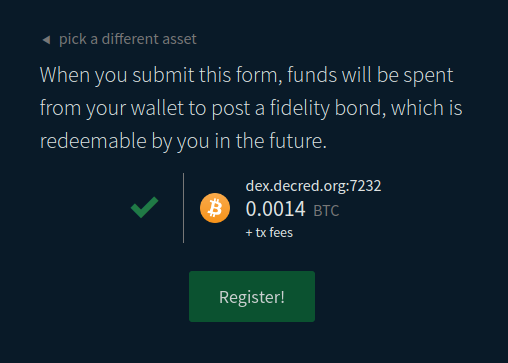 pick a different asset
When you submit this form, funds will be spent
from your wallet to post a fidelity bond, which is
redeemable by you in the future.
dex.decred.org:7232
0.0014 BTC
+ tx fees
Register!